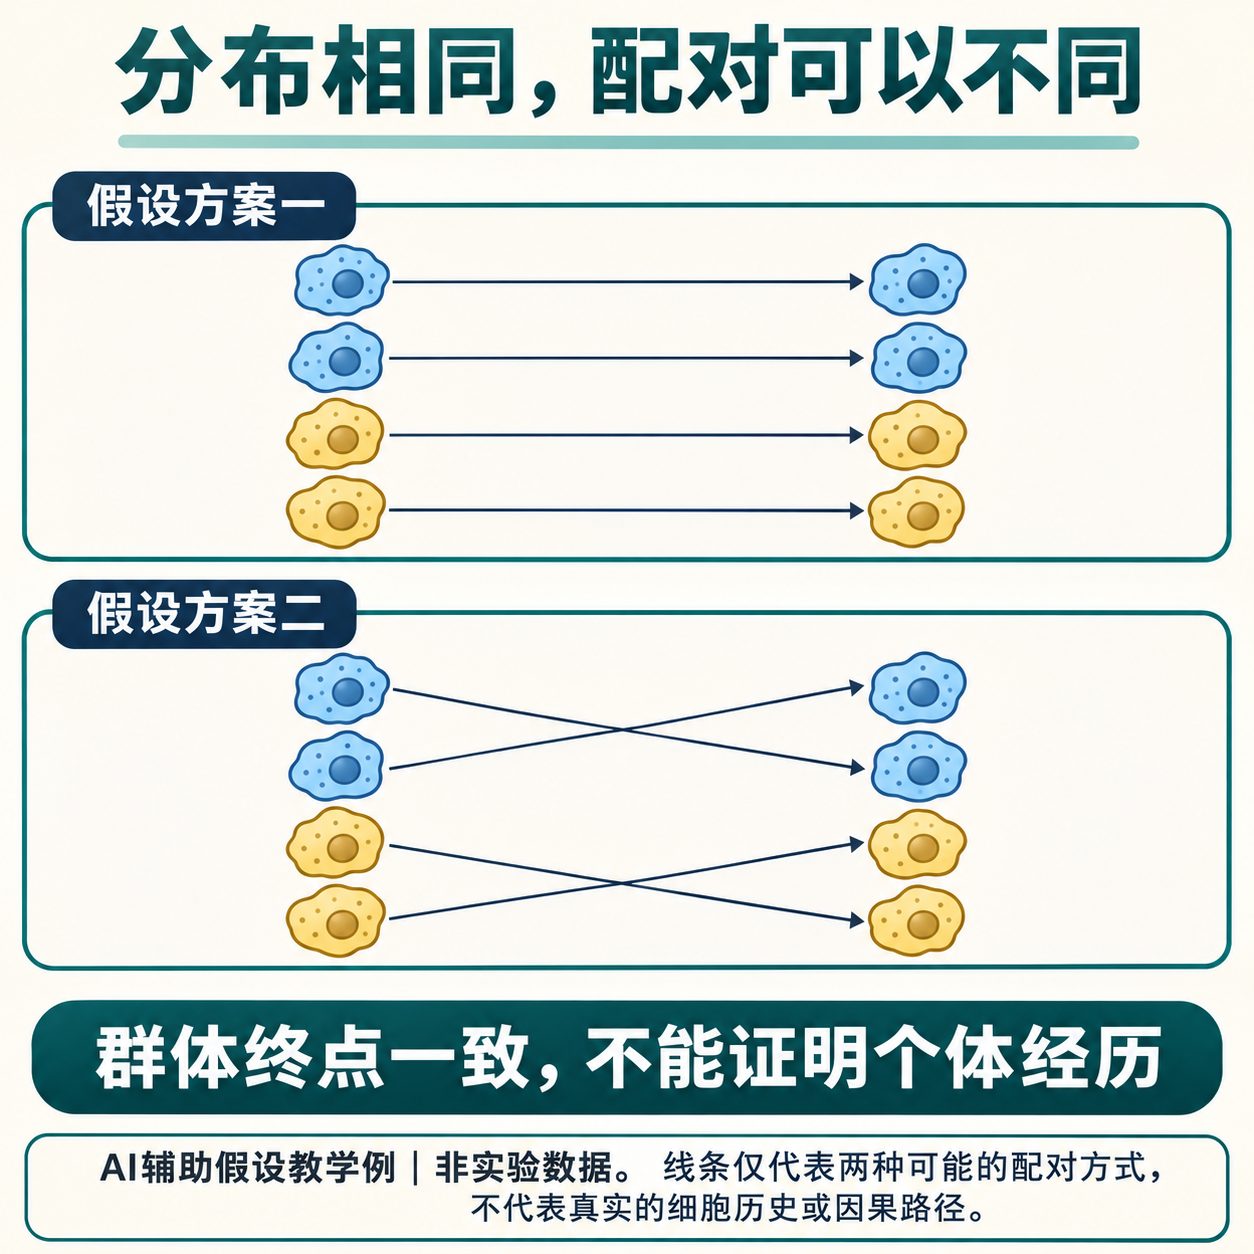 分布相同，配对可以不同
假设方案一
假设方案二
群体终点一致，不能证明个体经历
AI辅助假设教学例｜非实验数据。 线条仅代表两种可能的配对方式，
不代表真实的细胞历史或因果路径。